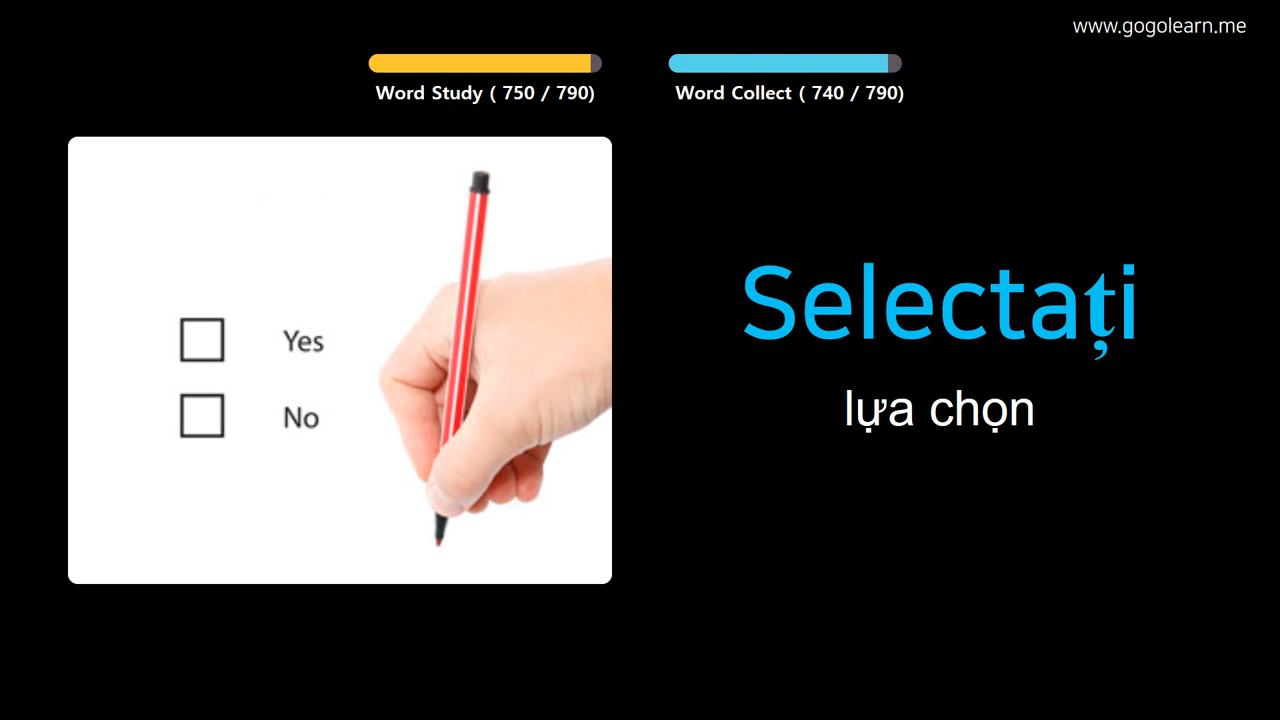 www.gogolearn.me
Word Study ( 750 / 790)
Word Collect ( 740 / 790)
Yes
No
Selectați
lựa chọn